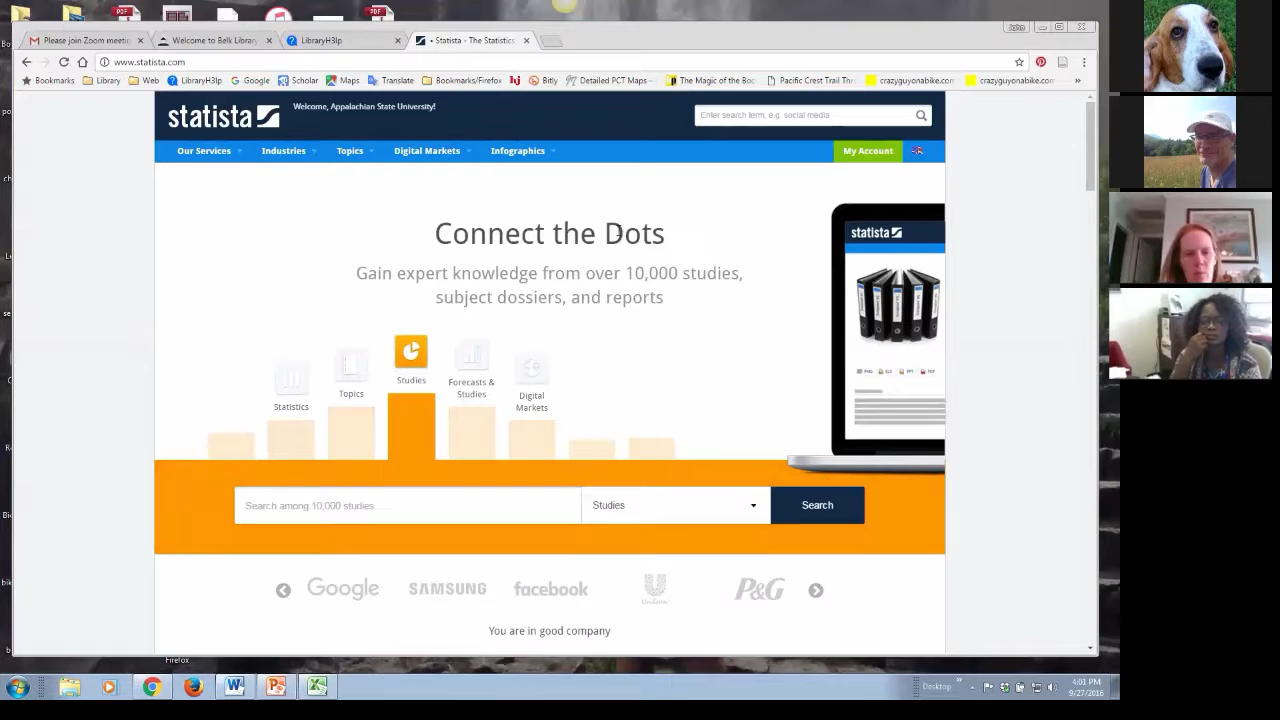 PDF
PDF
John
Please join Zoom meeti
Welcome to Belk Library
LibraryH3lp
• Statista - The Statistics
www.statista.com
Bookmarks
Library
Web
LibraryH3lp
Google
Scholar
Maps
Translate
Bookmarks/Firefox
Bitly
Detailed PCT Maps -
The Magic of the Boo
Pacific Crest Trail Thr
crazyguyonabike.com
crazyguyonabike.com
statista
Welcome, Appalachian State University!
Enter search term, e.g. social media
Our Services
Industries
Topics
Digital Markets
Infographics
My Account
Connect the Dots
Gain expert knowledge from over 10,000 studies,
subject dossiers, and reports
statista
Statistics
Topics
Studies
Forecasts &
Studies
Digital
Markets
Search among 10,000 studies.....
Studies
Search
Google
SAMSUNG
facebook
Unilever
P&G
You are in good company
Firefox
Desktop
4:01 PM
9/27/2016